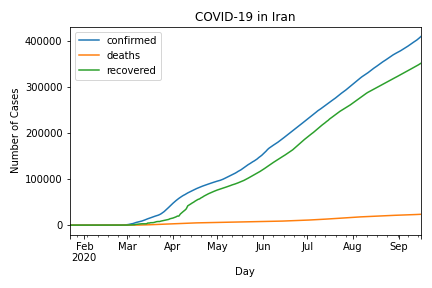 COVID-19 in Iran
confirmed
deaths
recovered
Number of Cases
400000
300000
200000
100000
0
Feb Mar Apr May Jun Jul Aug Sep
2020
Day